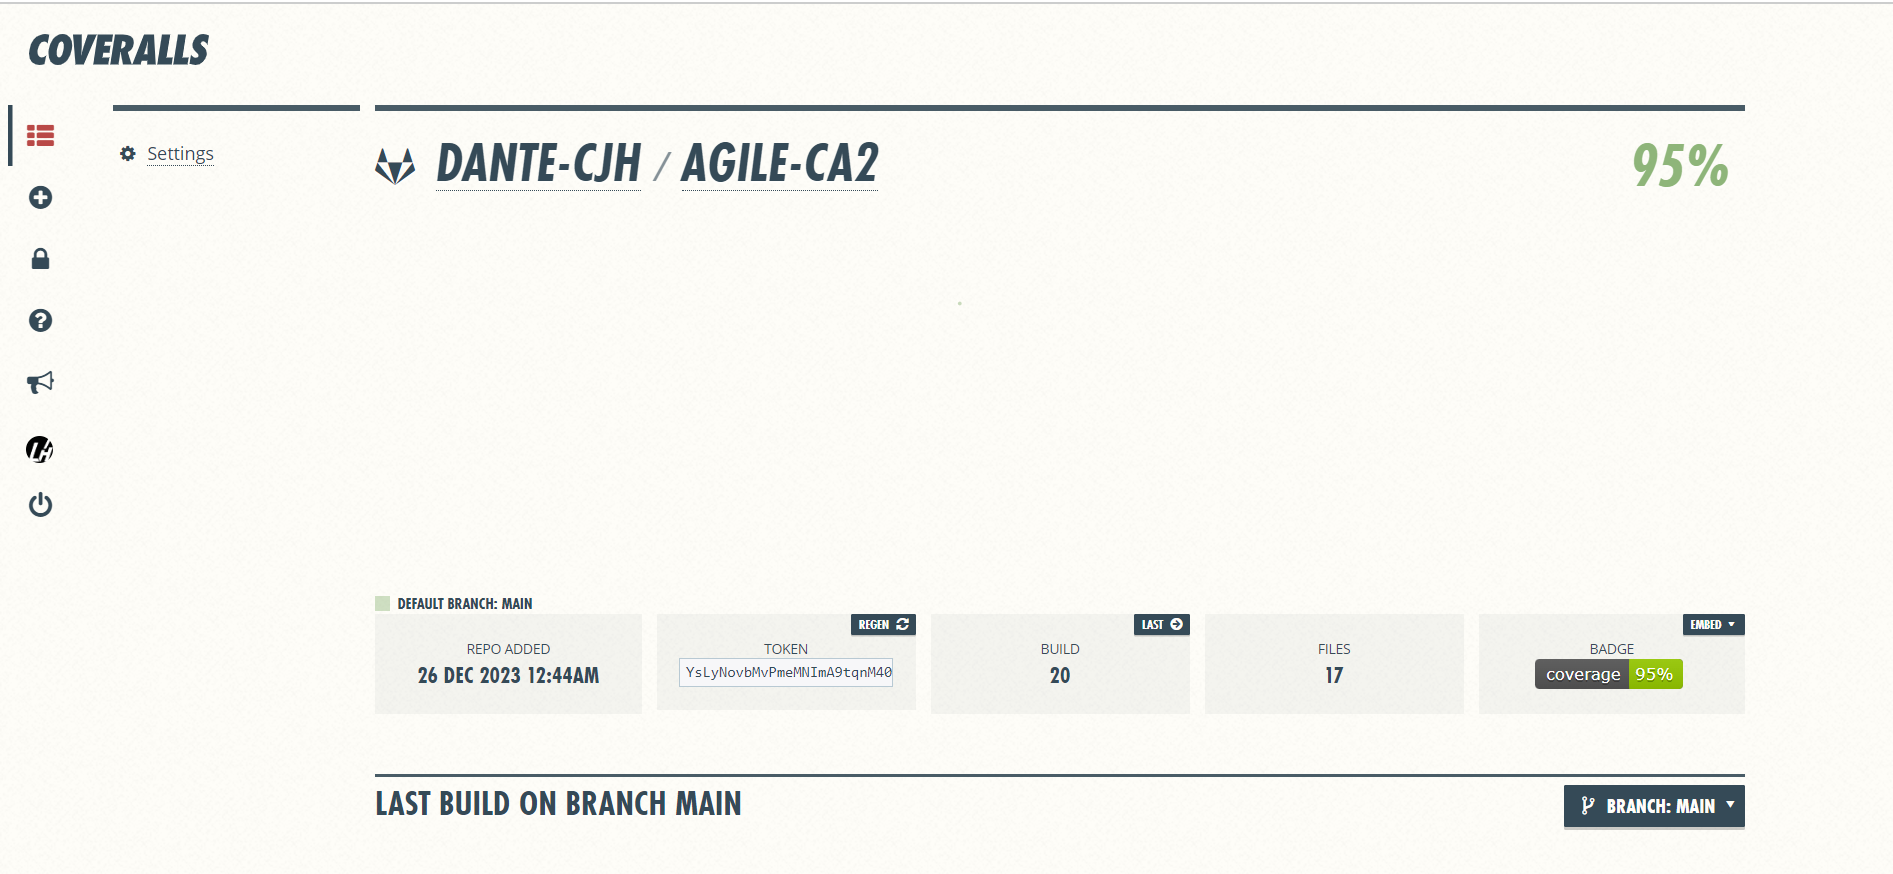 COVERALLS
Settings
DANTE-CJH / AGILE-CA2
95%
DEFAULT BRANCH: MAIN
REPO ADDED
26 DEC 2023 12:44AM
REGEN
TOKEN
YsLyNovbMvPmeMNImA9tqnM40
LAST
BUILD
20
FILES
17
EMBED
BADGE
coverage 95%
LAST BUILD ON BRANCH MAIN
BRANCH: MAIN